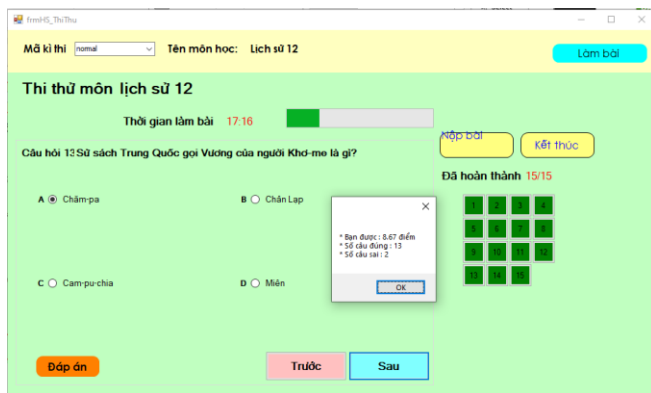 frmHS_ThiThu
Mã kì thi normal Tên môn học: Lịch sử 12
Làm bài
Thi thử môn lịch sử 12
Thời gian làm bài 17:16
Nộp bài
Kết thúc
Câu hỏi 13 Sử sách Trung Quốc gọi Vương của người Khơ-me là gì?
Đã hoàn thành 15/15
A Chăm-pa
B Chân Lạp
C Cam-pu-chia
D Miên
* Bạn được : 8.67 điểm
* Số câu đúng : 13
* Số câu sai : 2
OK
1 2 3 4
5 6 7 8
9 10 11 12
13 14 15
Đáp án
Trước
Sau